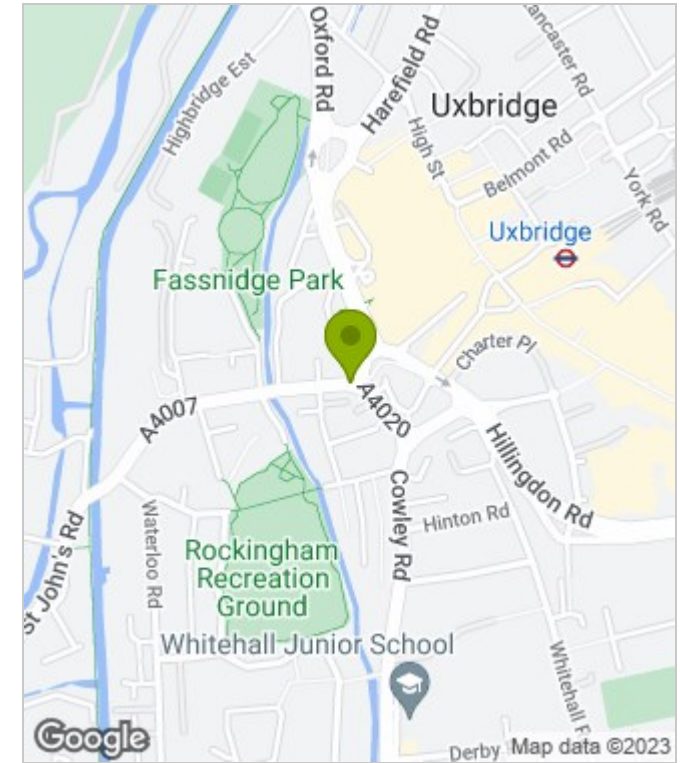 Oxford Rd
Harefield Rd
Lancaster Rd
Highbridge Est
Uxbridge
High St
Belmont Rd
York Rd
Uxbridge
Fassnidge Park
Charter Pl
A4007
A4020
Hillingdon Rd
Cowley Rd
Hinton Rd
St John's Rd
Waterloo Rd
Rockingham
Recreation
Ground
Whitehall Junior School
Whitehall R
Google
Derby
Map data ©2023